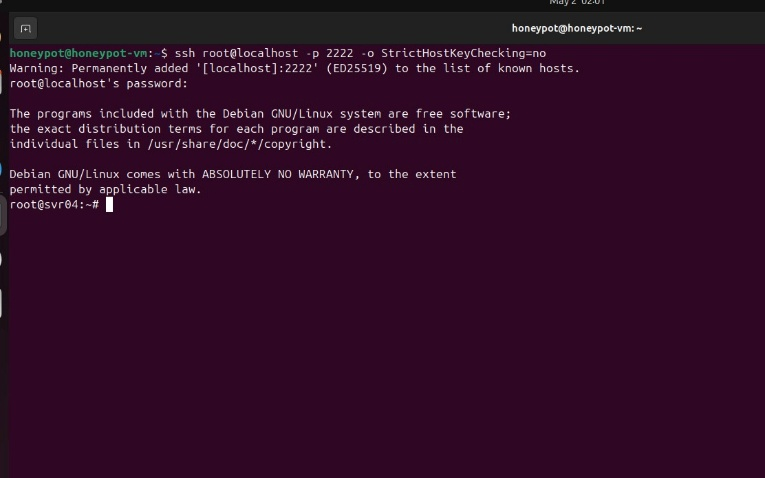 May 2 02:01
honeypot@honeypot-vm: ~
honeypot@honeypot-vm:~$ ssh root@localhost -p 2222 -o StrictHostKeyChecking=no
Warning: Permanently added '[localhost]:2222' (ED25519) to the list of known hosts.
root@localhost's password:
The programs included with the Debian GNU/Linux system are free software;
the exact distribution terms for each program are described in the
individual files in /usr/share/doc/*/copyright.
Debian GNU/Linux comes with ABSOLUTELY NO WARRANTY, to the extent
permitted by applicable law.
root@svr04:~#